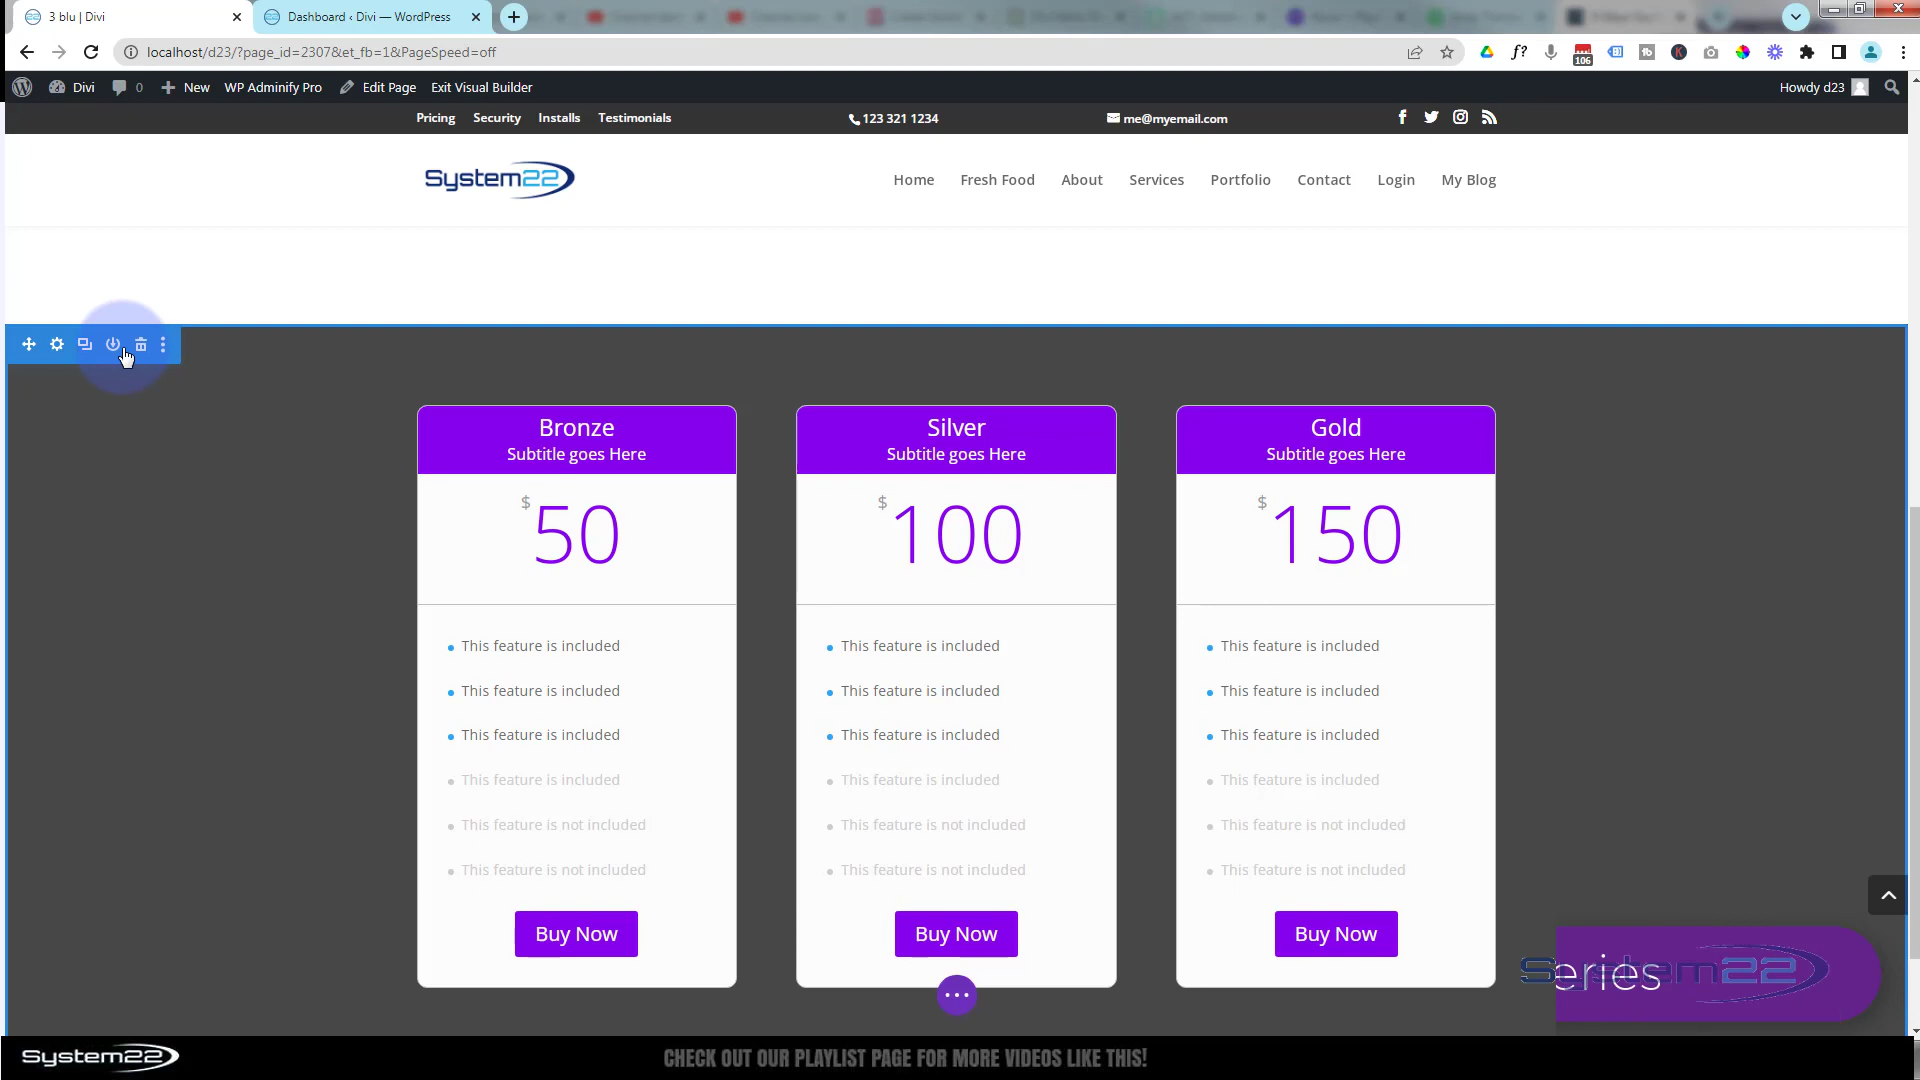 3 blu | Divi
Dashboard ‹ Divi — WordPress
localhost/d23/?page_id=2307&et_fb=1&PageSpeed=off
f?
106
Divi 0 New WP Adminify Pro Edit Page Exit Visual Builder Howdy d23
Pricing Security Installs Testimonials 123 321 1234 me@myemail.com
System22
Home Fresh Food About Services Portfolio Contact Login My Blog
Bronze
Subtitle goes Here
$50
This feature is included
This feature is included
This feature is included
This feature is included
This feature is not included
This feature is not included
Buy Now
Silver
Subtitle goes Here
$100
This feature is included
This feature is included
This feature is included
This feature is included
This feature is not included
This feature is not included
Buy Now
Gold
Subtitle goes Here
$150
This feature is included
This feature is included
This feature is included
This feature is included
This feature is not included
This feature is not included
Buy Now
System22
eries
System22
CHECK OUT OUR PLAYLIST PAGE FOR MORE VIDEOS LIKE THIS!